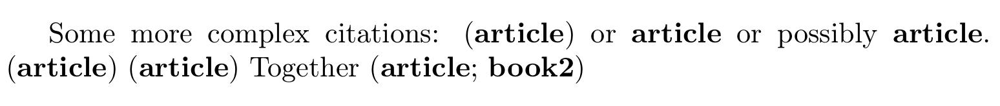 Some more complex citations: (article) or article or possibly article.
(article) (article) Together (article; book2)